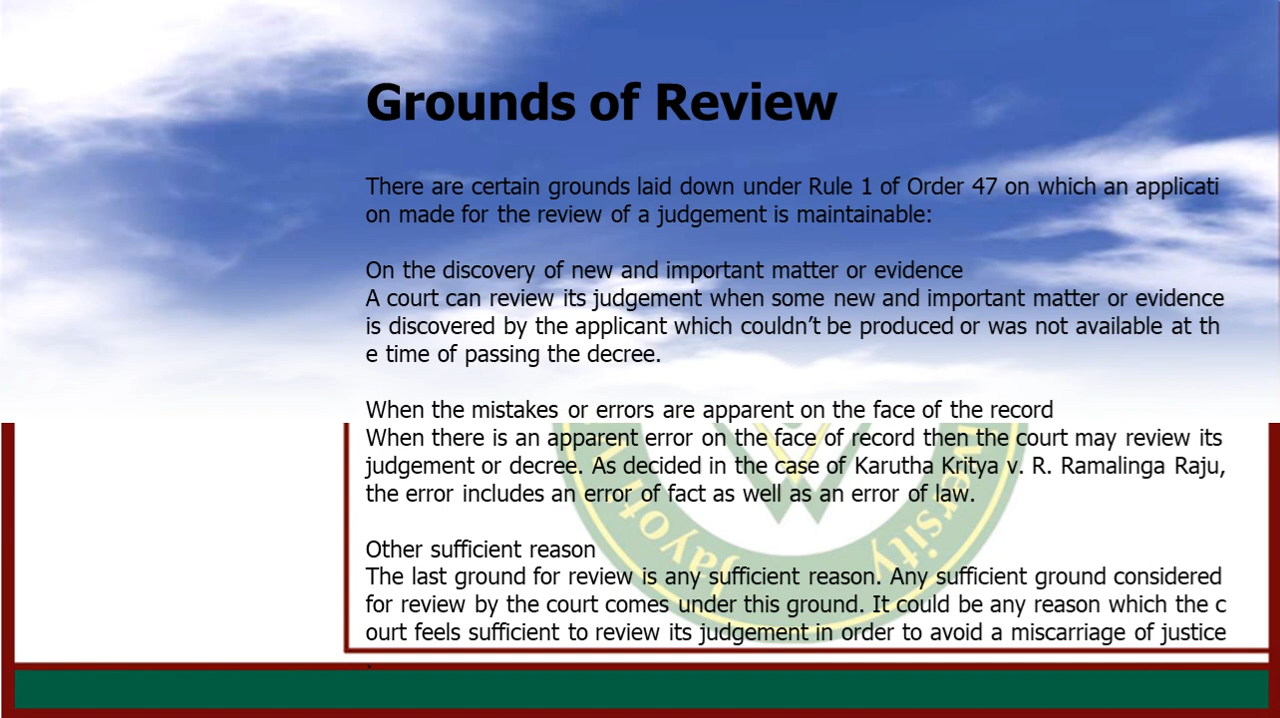 Grounds of Review
There are certain grounds laid down under Rule 1 of Order 47 on which an applicati
on made for the review of a judgement is maintainable:
On the discovery of new and important matter or evidence
A court can review its judgement when some new and important matter or evidence
is discovered by the applicant which couldn’t be produced or was not available at th
e time of passing the decree.
When the mistakes or errors are apparent on the face of the record
When there is an apparent error on the face of record then the court may review its
judgement or decree. As decided in the case of Karutha Kritya v. R. Ramalinga Raju,
the error includes an error of fact as well as an error of law.
Other sufficient reason
The last ground for review is any sufficient reason. Any sufficient ground considered
for review by the court comes under this ground. It could be any reason which the c
ourt feels sufficient to review its judgement in order to avoid a miscarriage of justice
.